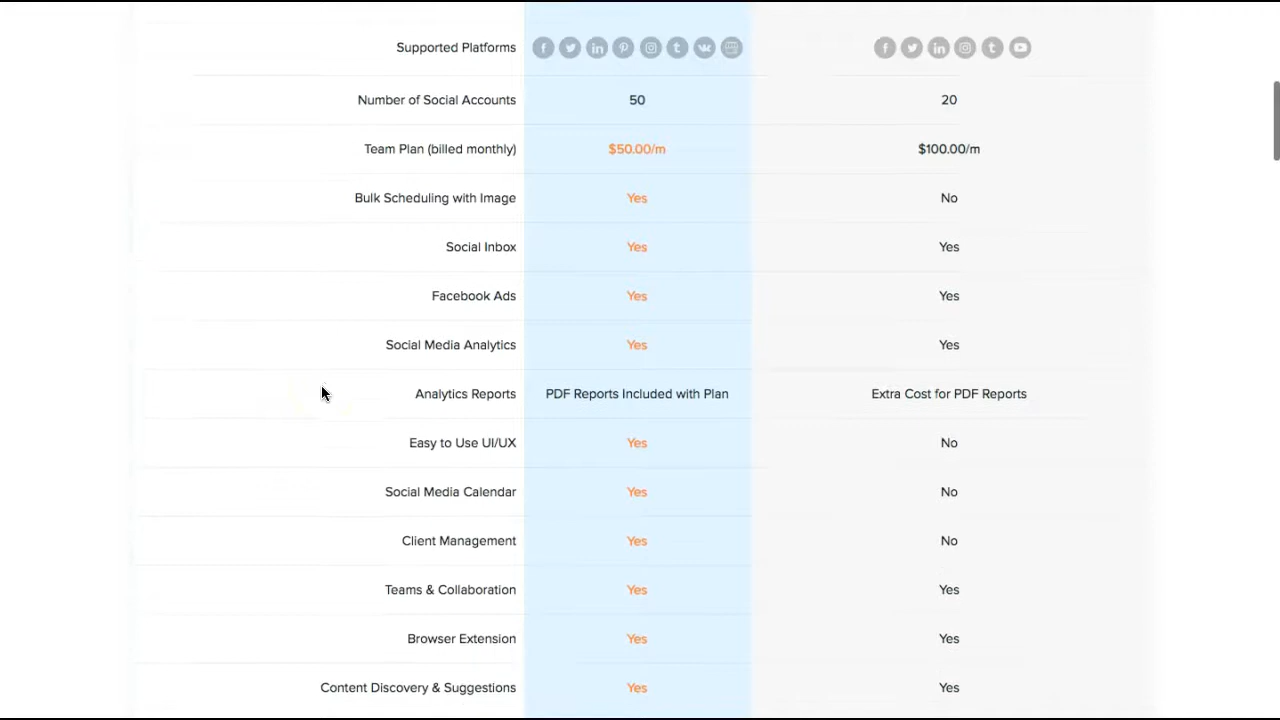 Supported Platforms
Number of Social Accounts 50 20
Team Plan (billed monthly) $50.00/m $100.00/m
Bulk Scheduling with Image Yes No
Social Inbox Yes Yes
Facebook Ads Yes Yes
Social Media Analytics Yes Yes
Analytics Reports PDF Reports Included with Plan Extra Cost for PDF Reports
Easy to Use UI/UX Yes No
Social Media Calendar Yes No
Client Management Yes No
Teams & Collaboration Yes Yes
Browser Extension Yes Yes
Content Discovery & Suggestions Yes Yes